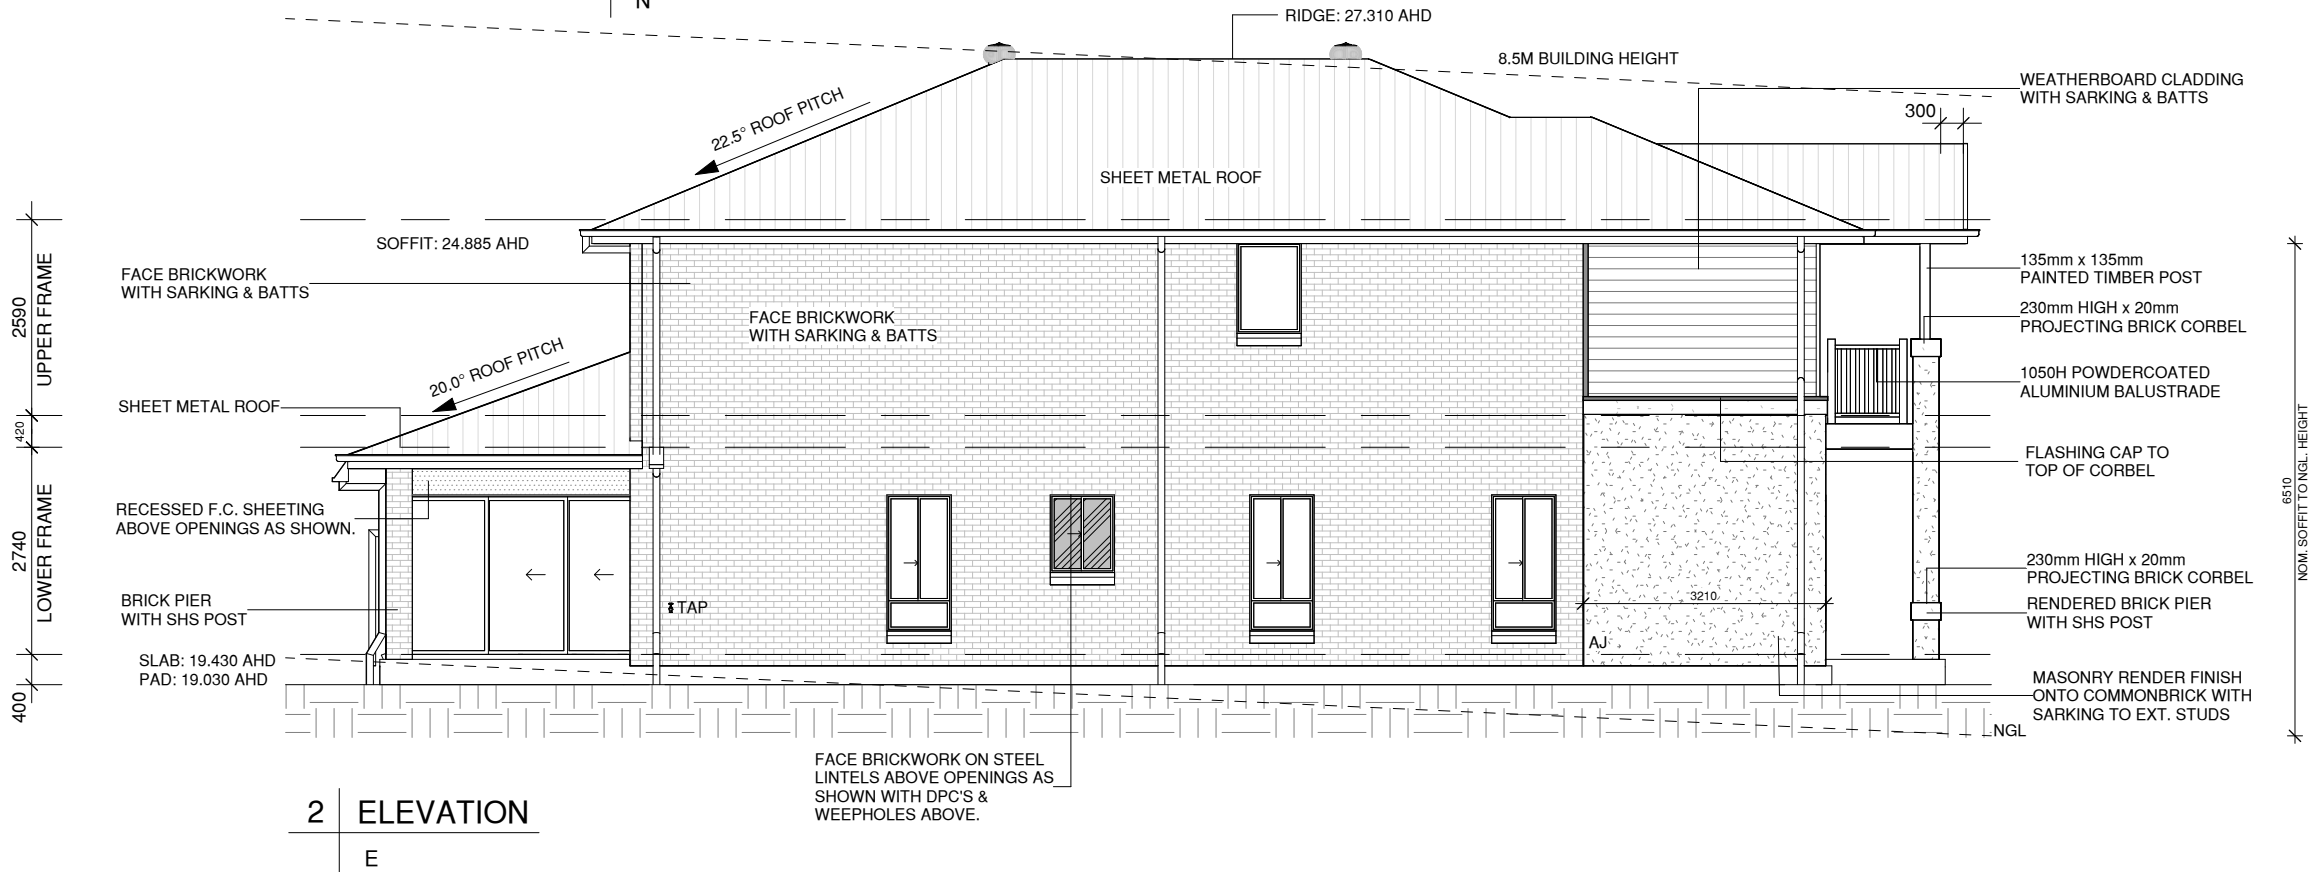 N
RIDGE: 27.310 AHD
8.5M BUILDING HEIGHT
WEATHERBOARD CLADDING
WITH SARKING & BATTS
300
22.5° ROOF PITCH
SHEET METAL ROOF
SOFFIT: 24.885 AHD
FACE BRICKWORK
WITH SARKING & BATTS
FACE BRICKWORK
WITH SARKING & BATTS
2590
UPPER FRAME
135mm x 135mm
PAINTED TIMBER POST
230mm HIGH x 20mm
PROJECTING BRICK CORBEL
20.0° ROOF PITCH
1050H POWDERCOATED
ALUMINIUM BALUSTRADE
SHEET METAL ROOF
420
FLASHING CAP TO
TOP OF CORBEL
6510
NOM. SOFFIT TO NGL. HEIGHT
RECESSED F.C. SHEETING
ABOVE OPENINGS AS SHOWN.
2740
LOWER FRAME
230mm HIGH x 20mm
PROJECTING BRICK CORBEL
BRICK PIER
WITH SHS POST
TAP
3210
RENDERED BRICK PIER
WITH SHS POST
AJ
SLAB: 19.430 AHD
PAD: 19.030 AHD
400
MASONRY RENDER FINISH
ONTO COMMONBRICK WITH
SARKING TO EXT. STUDS
NGL
FACE BRICKWORK ON STEEL
LINTELS ABOVE OPENINGS AS
SHOWN WITH DPC'S &
WEEPHOLES ABOVE.
2 ELEVATION
E